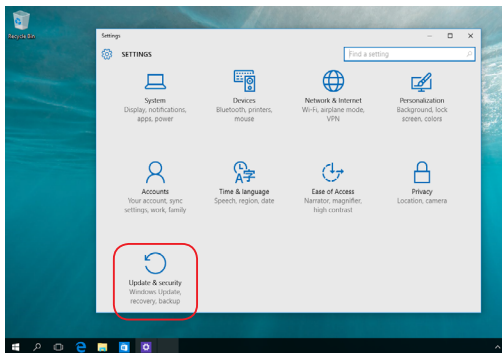 Recycle Bin
Settings
SETTINGS
Find a setting
System
Display, notifications,
apps, power
Devices
Bluetooth, printers,
mouse
Network & Internet
Wi-Fi, airplane mode,
VPN
Personalization
Background, lock
screen, colors
Accounts
Your account, sync
settings, work, family
Time & language
Speech, region, date
Ease of Access
Narrator, magnifier,
high contrast
Privacy
Location, camera
Update & security
Windows Update,
recovery, backup